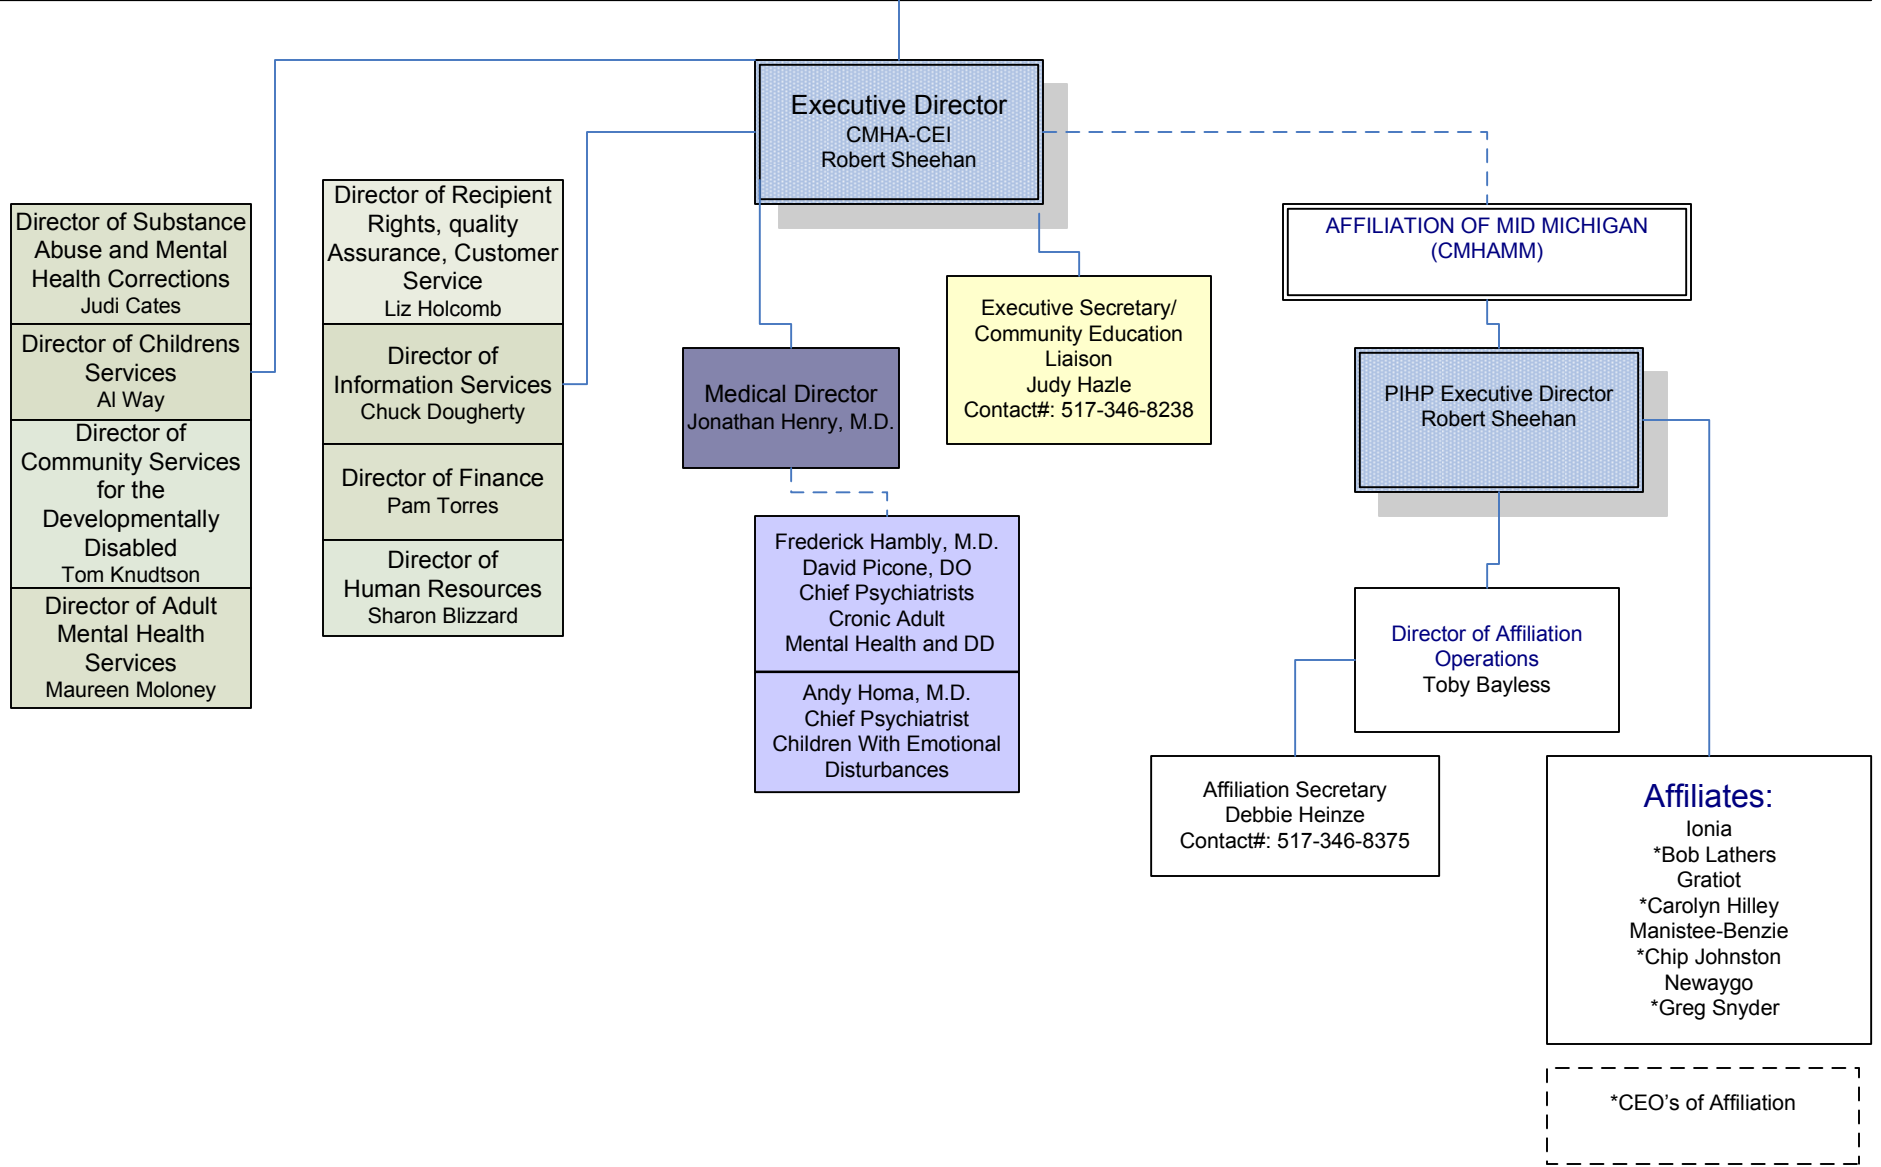 Executive Director
CMHA-CEI
Robert Sheehan
Director of Substance
Abuse and Mental
Health Corrections
Judi Cates
Director of Childrens
Services
Al Way
Director of
Community Services
for the
Developmentally
Disabled
Tom Knudtson
Director of Adult
Mental Health
Services
Maureen Moloney
Director of Recipient
Rights, quality
Assurance, Customer
Service
Liz Holcomb
Director of
Information Services
Chuck Dougherty
Director of Finance
Pam Torres
Director of
Human Resources
Sharon Blizzard
Medical Director
Jonathan Henry, M.D.
Frederick Hambly, M.D.
David Picone, DO
Chief Psychiatrists
Cronic Adult
Mental Health and DD
Andy Homa, M.D.
Chief Psychiatrist
Children With Emotional
Disturbances
Executive Secretary/
Community Education
Liaison
Judy Hazle
Contact#: 517-346-8238
AFFILIATION OF MID MICHIGAN
(CMHAMM)
PIHP Executive Director
Robert Sheehan
Director of Affiliation
Operations
Toby Bayless
Affiliation Secretary
Debbie Heinze
Contact#: 517-346-8375
Affiliates:
Ionia
*Bob Lathers
Gratiot
*Carolyn Hilley
Manistee-Benzie
*Chip Johnston
Newaygo
*Greg Snyder
*CEO’s of Affiliation